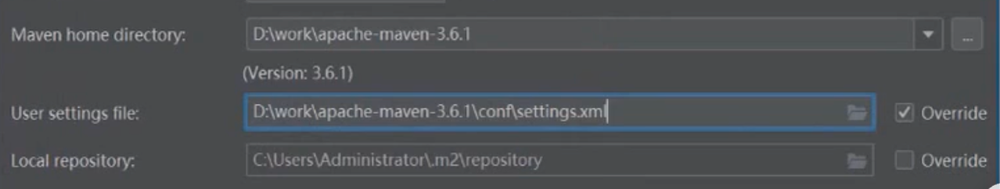 Maven home directory: D:\work\apache-maven-3.6.1 ...
(Version: 3.6.1)
User settings file: D:\work\apache-maven-3.6.1\conf\settings.xml Override
Local repository: C:\Users\Administrator\.m2\repository Override